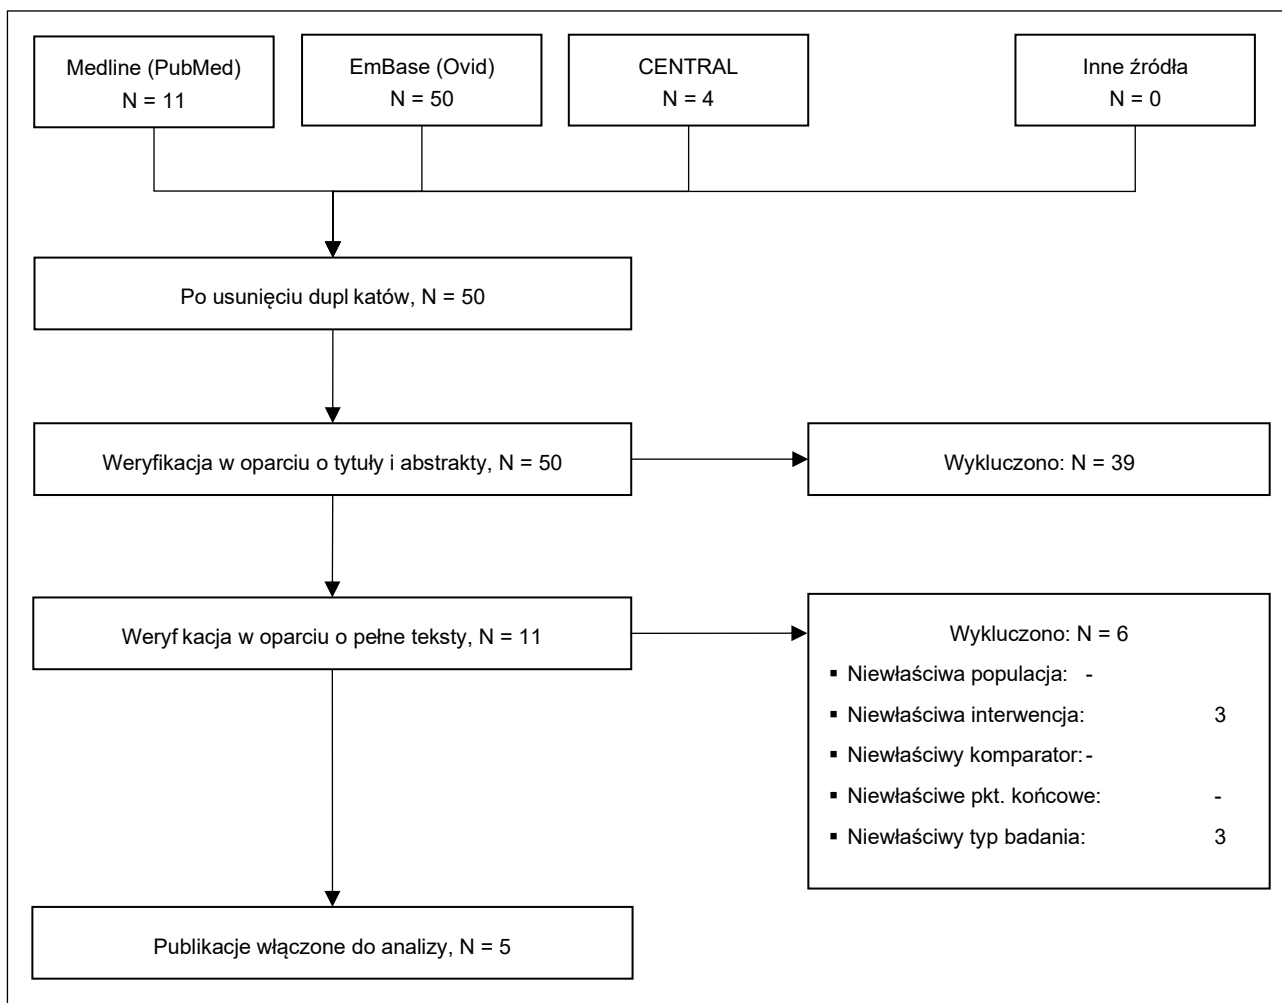 Medline (PubMed)
N = 11
EmBase (Ovid)
N = 50
CENTRAL
N = 4
Inne źródła
N = 0
Po usunięciu dupl katów, N = 50
Weryfikacja w oparciu o tytuły i abstrakty, N = 50
Wykluczono: N = 39
Weryf kacja w oparciu o pełne teksty, N = 11
Wykluczono: N = 6
▪ Niewłaściwa populacja: -
▪ Niewłaściwa interwencja: 3
▪ Niewłaściwy komparator:-
▪ Niewłaściwe pkt. końcowe: -
▪ Niewłaściwy typ badania: 3
Publikacje włączone do analizy, N = 5